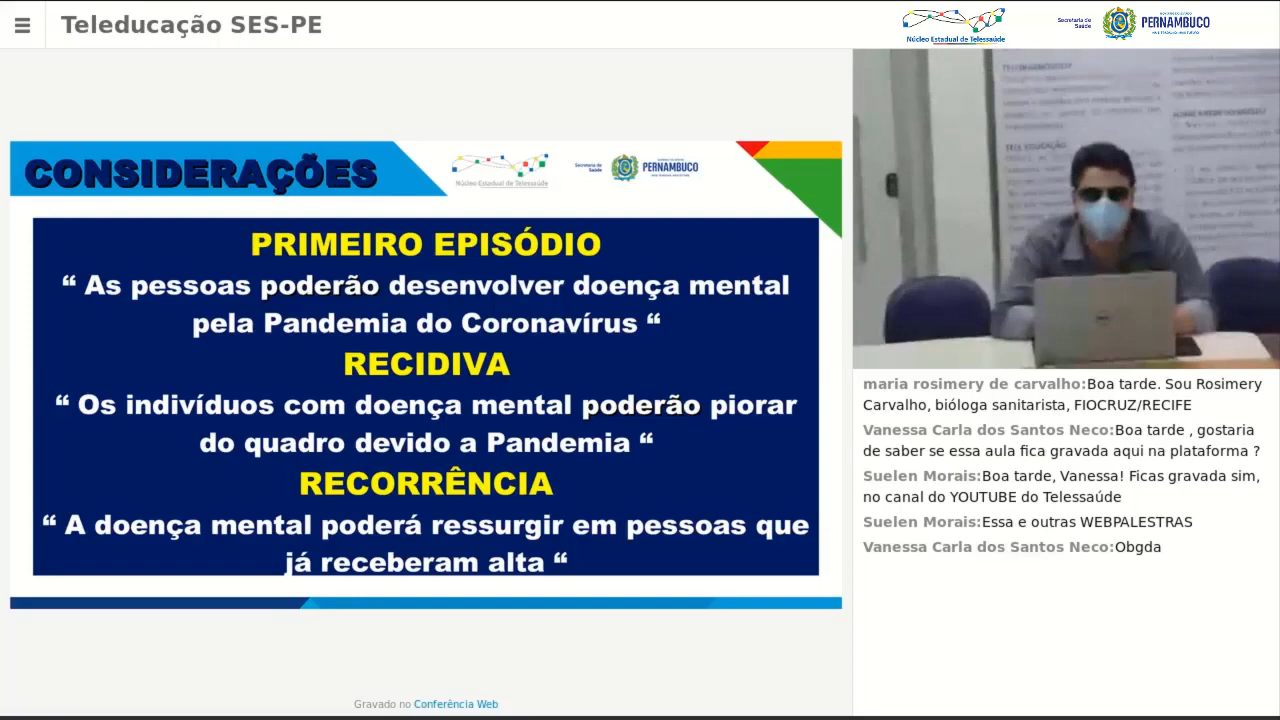 Teleducação SES-PE
Núcleo Estadual de Telessaúde
Secretaria de
Saúde
PERNAMBUCO
CONSIDERAÇÕES
Núcleo Estadual de Telessaúde
Secretaria de
Saúde
PERNAMBUCO
PRIMEIRO EPISÓDIO
“ As pessoas poderão desenvolver doença mental
pela Pandemia do Coronavírus “
RECIDIVA
“ Os indivíduos com doença mental poderão piorar
do quadro devido a Pandemia “
RECORRÊNCIA
“ A doença mental poderá ressurgir em pessoas que
já receberam alta “
Gravado no Conferência Web
TELE EDUCAÇÃO
maria rosimery de carvalho:Boa tarde. Sou Rosimery
Carvalho, bióloga sanitarista, FIOCRUZ/RECIFE
Vanessa Carla dos Santos Neco:Boa tarde , gostaria
de saber se essa aula fica gravada aqui na plataforma ?
Suelen Morais:Boa tarde, Vanessa! Ficas gravada sim,
no canal do YOUTUBE do Telessaúde
Suelen Morais:Essa e outras WEBPALESTRAS
Vanessa Carla dos Santos Neco:Obgda